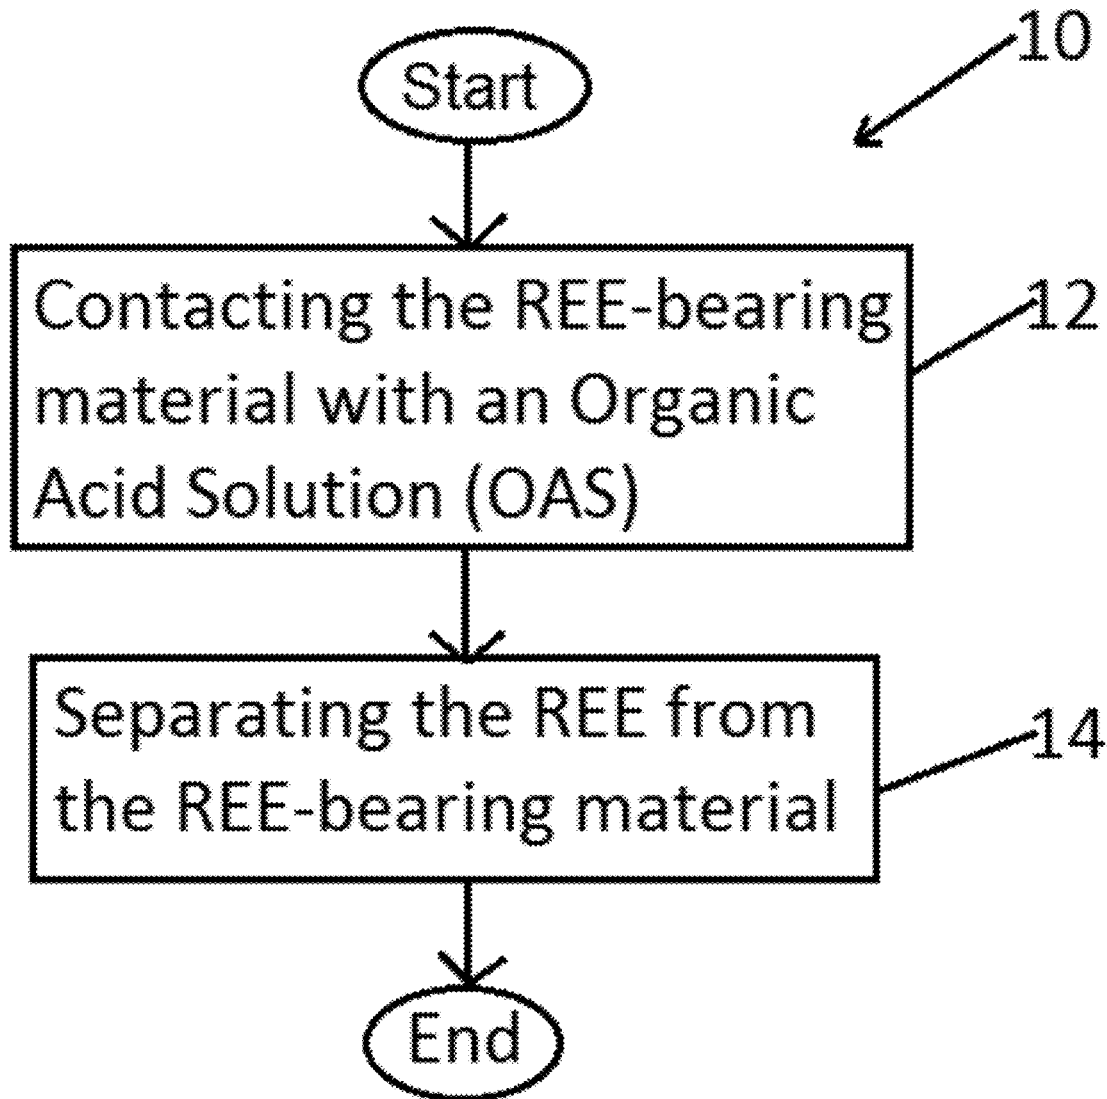 10
Start
12
Contacting the REE-bearing
material with an Organic
Acid Solution (OAS)
14
Separating the REE from
the REE-bearing material
End